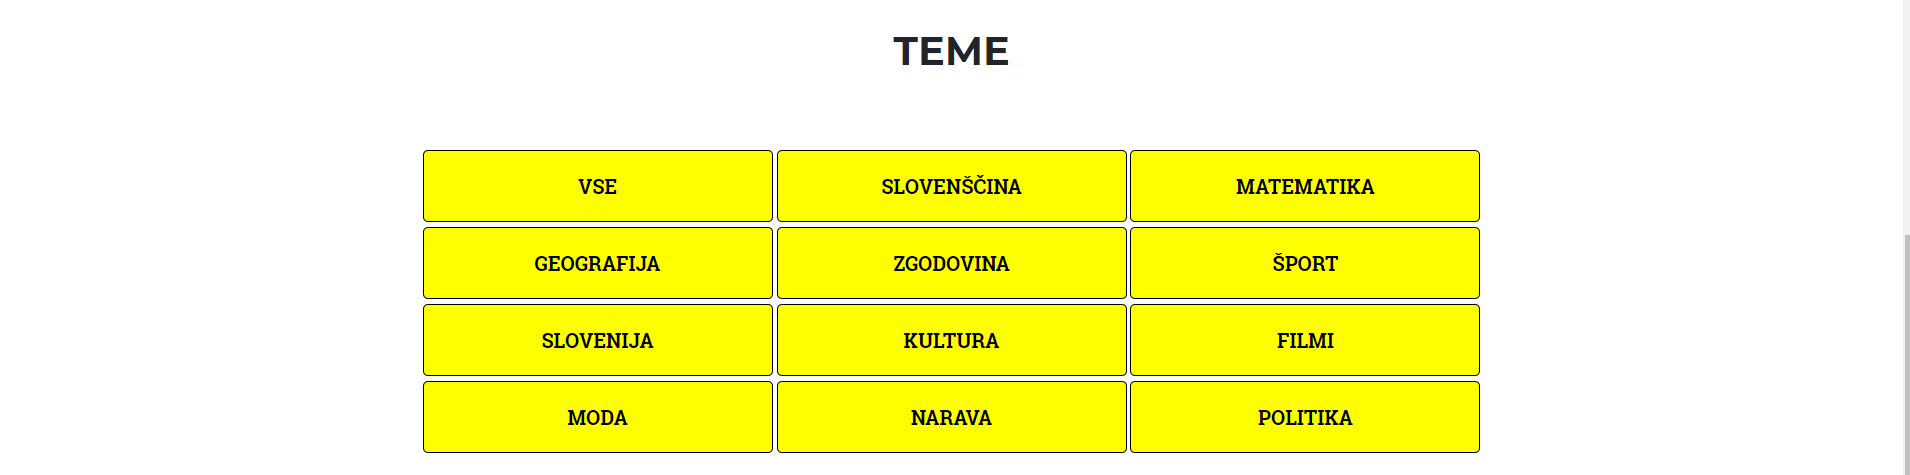 TEME
VSE
SLOVENŠČINA
MATEMATIKA
GEOGRAFIJA
ZGODOVINA
ŠPORT
SLOVENIJA
KULTURA
FILMI
MODA
NARAVA
POLITIKA